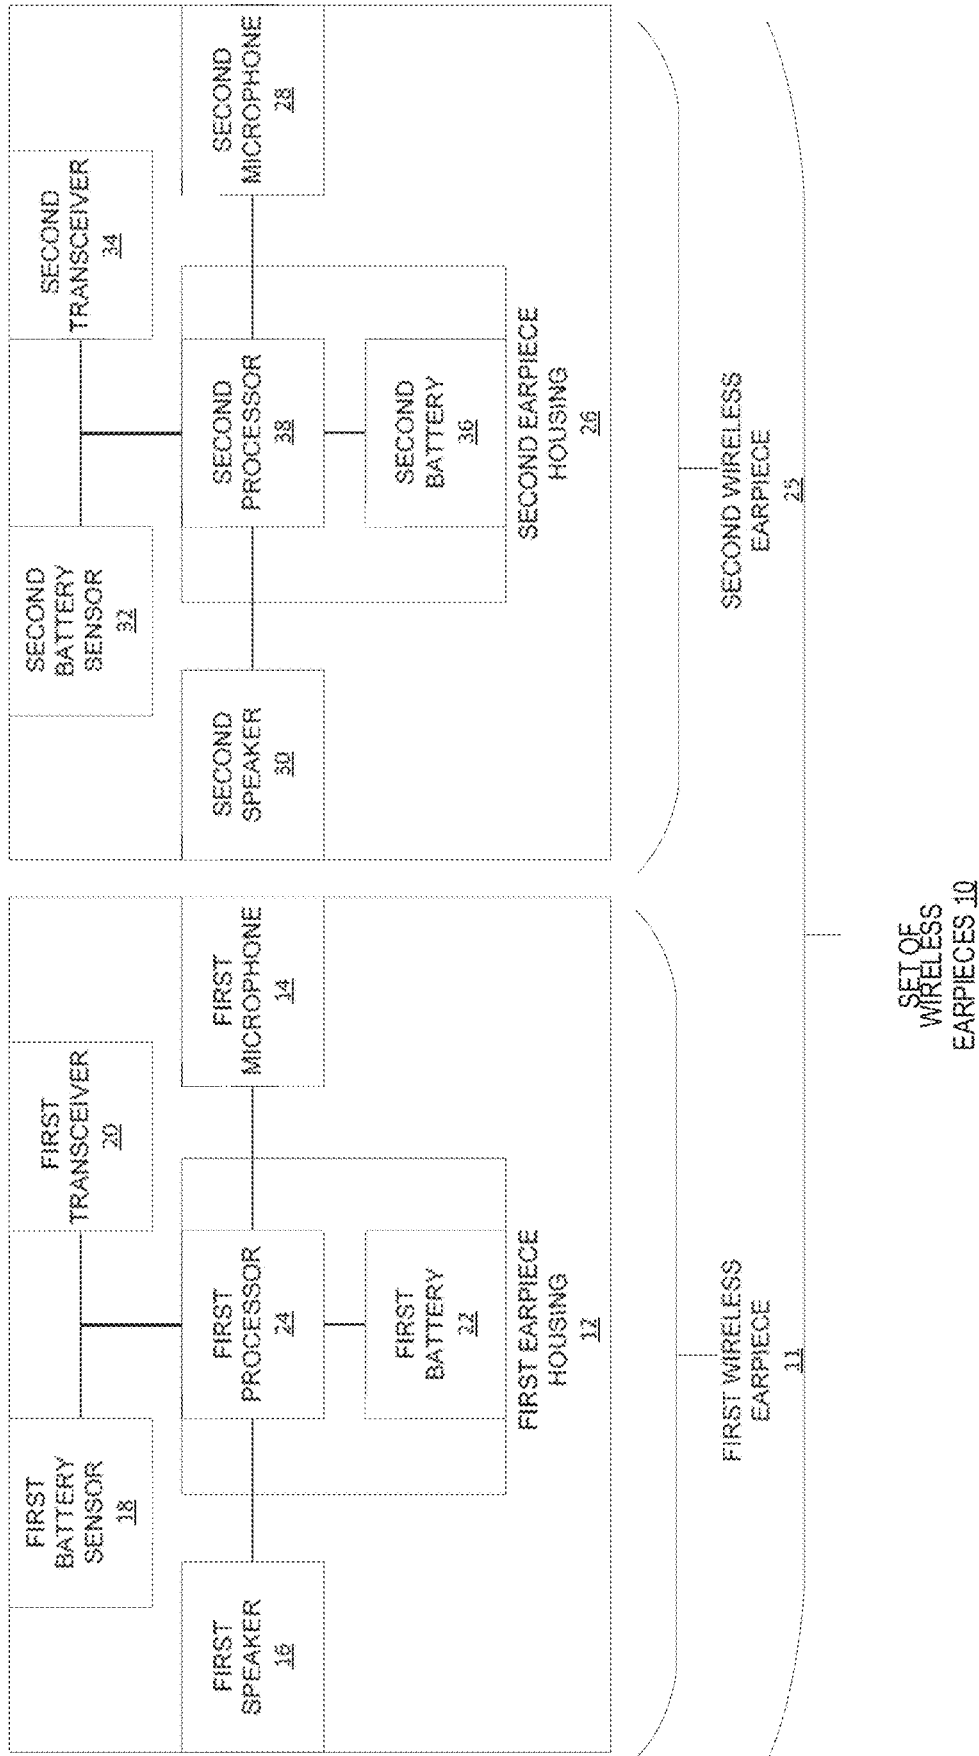 FIRST
BATTERY
SENSOR
18
FIRST
TRANSCEIVER
20
FIRST
SPEAKER
16
FIRST
PROCESSOR
24
FIRST
MICROPHONE
14
FIRST
BATTERY
22
FIRST EARPIECE
HOUSING
12
FIRST WIRELESS
EARPIECE
11
SECOND
BATTERY
SENSOR
32
SECOND
TRANSCEIVER
34
SECOND
SPEAKER
30
SECOND
PROCESSOR
38
SECOND
MICROPHONE
28
SECOND
BATTERY
36
SECOND EARPIECE
HOUSING
26
SECOND WIRELESS
EARPIECE
25
SET OF
WIRELESS
EARPIECES 10